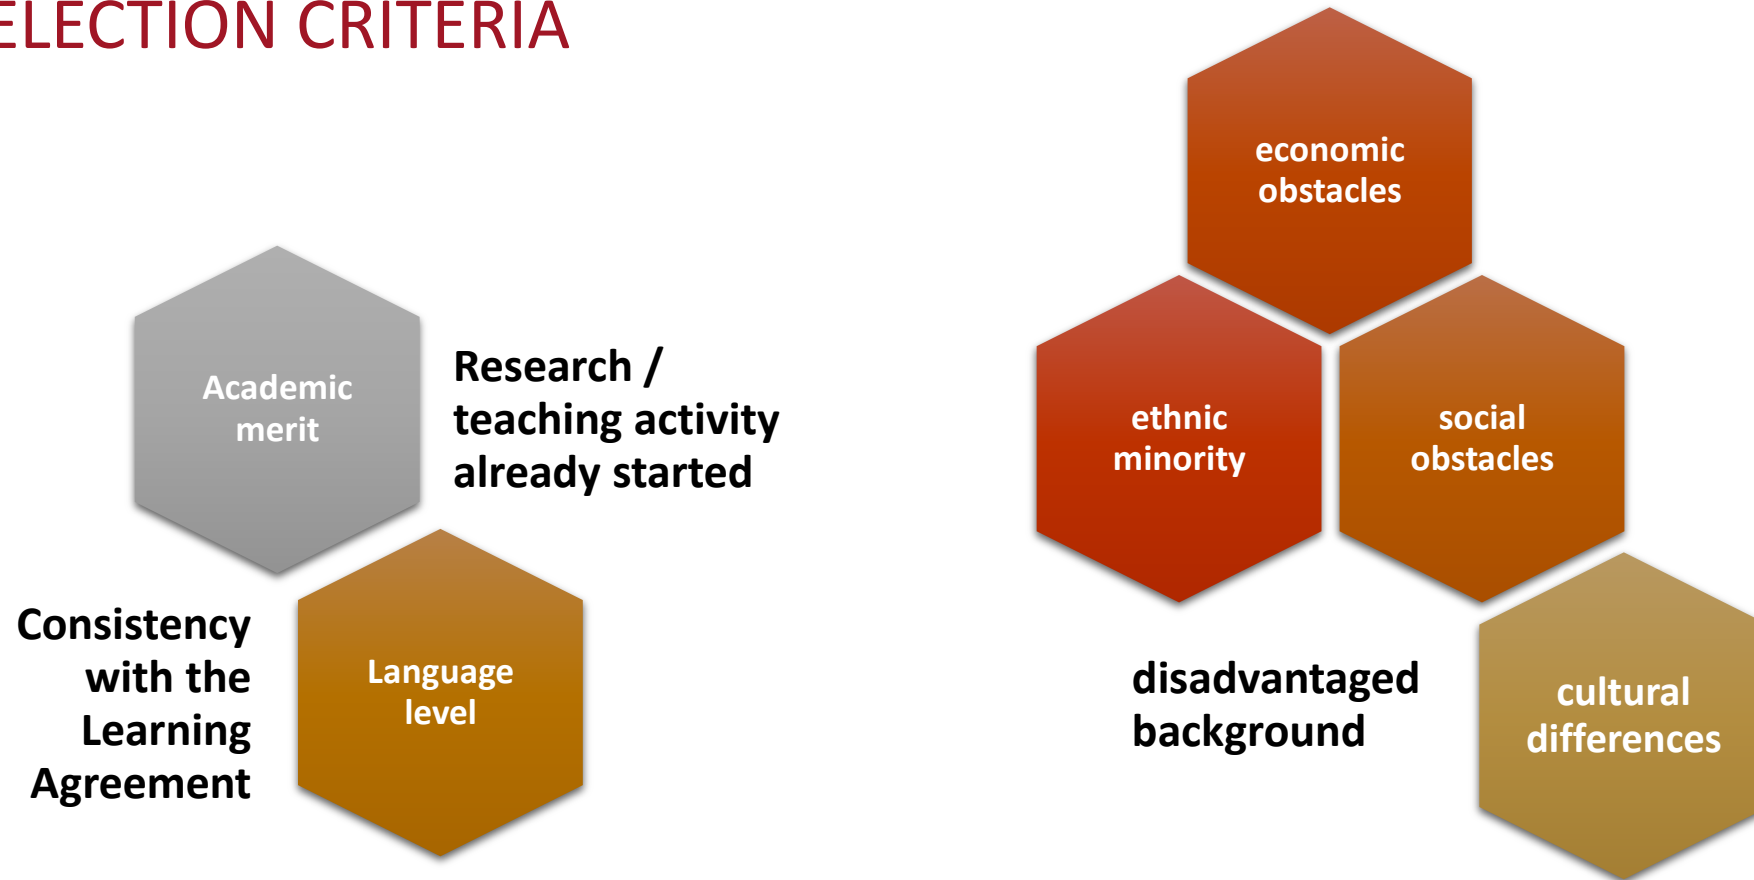 ELECTION CRITERIA
Academic
merit
Research /
teaching activity
already started
Consistency
with the
Learning
Agreement
Language
level
economic
obstacles
ethnic
minority
social
obstacles
disadvantaged
background
cultural
differences